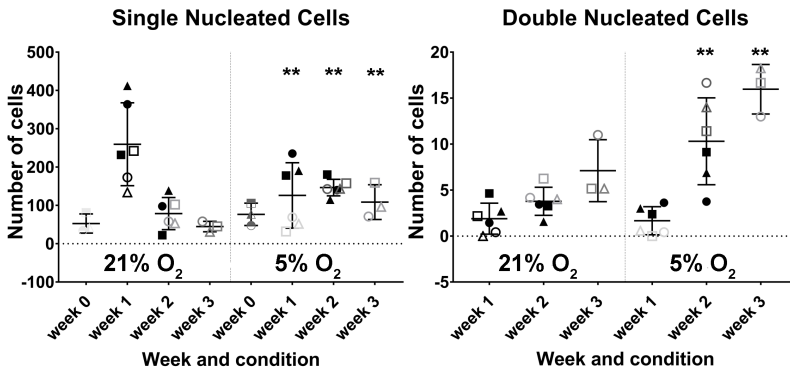 Single Nucleated Cells
Number of cells
500
400
300
200
100
0
-100
** ** **
21% O2 5% O2
week 0 week 1 week 2 week 3 week 0 week 1 week 2 week 3
Week and condition
Double Nucleated Cells
Number of cells
20
15
10
5
0
-5
** **
21% O2 5% O2
week 1 week 2 week 3 week 1 week 2 week 3
Week and condition